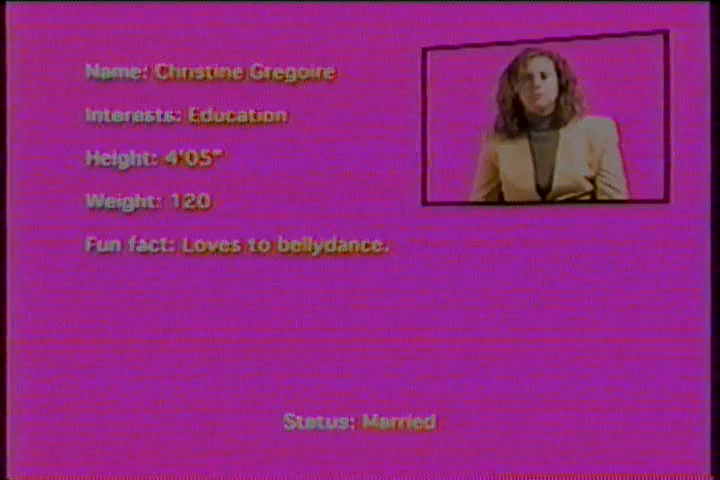 Name: Christine Gregoire
Interests: Education
Height: 4'05"
Weight: 120
Fun fact: Loves to bellydance.
Status: Married